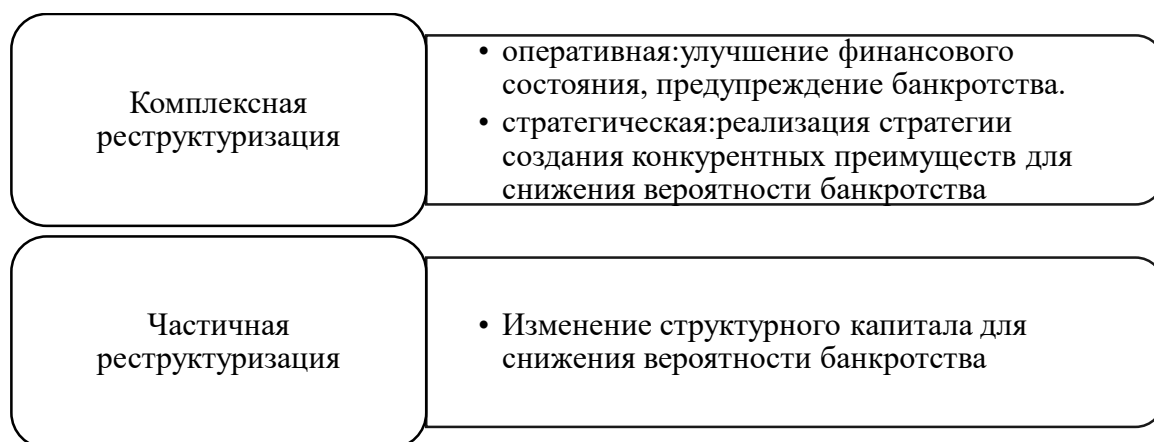 Комплексная
реструктуризация
• оперативная:улучшение финансового
состояния, предупреждение банкротства.
• стратегическая:реализация стратегии
создания конкурентных преимуществ для
снижения вероятности банкротства
Частичная
реструктуризация
• Изменение структурного капитала для
снижения вероятности банкротства